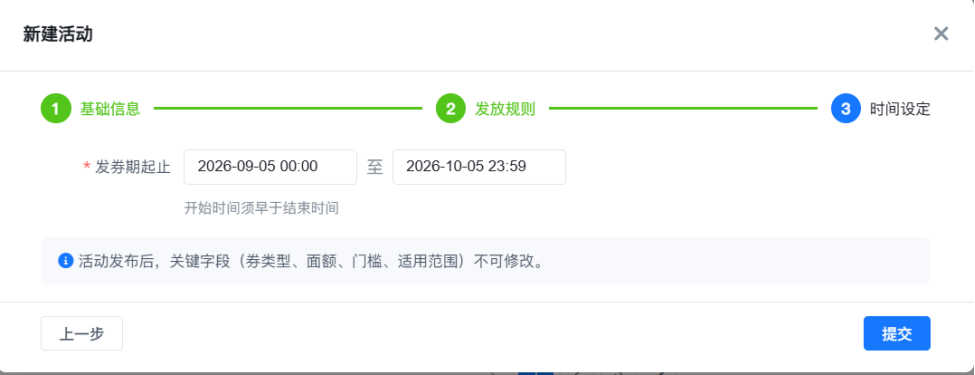 新建活动
1 基础信息 2 发放规则 3 时间设定
* 发券期起止 2026-09-05 00:00 至 2026-10-05 23:59
开始时间须早于结束时间
活动发布后，关键字段（券类型、面额、门槛、适用范围）不可修改。
上一步 提交